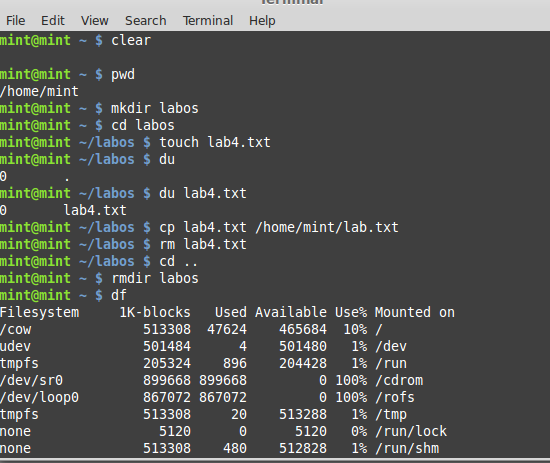 Terminal
File Edit View Search Terminal Help
mint@mint ~ $ clear
mint@mint ~ $ pwd
/home/mint
mint@mint ~ $ mkdir labos
mint@mint ~ $ cd labos
mint@mint ~/labos $ touch lab4.txt
mint@mint ~/labos $ du
0 .
mint@mint ~/labos $ du lab4.txt
0 lab4.txt
mint@mint ~/labos $ cp lab4.txt /home/mint/lab.txt
mint@mint ~/labos $ rm lab4.txt
mint@mint ~/labos $ cd ..
mint@mint ~ $ rmdir labos
mint@mint ~ $ df
Filesystem 1K-blocks Used Available Use% Mounted on
/cow 513308 47624 465684 10% /
udev 501484 4 501480 1% /dev
tmpfs 205324 896 204428 1% /run
/dev/sr0 899668 899668 0 100% /cdrom
/dev/loop0 867072 867072 0 100% /rofs
tmpfs 513308 20 513288 1% /tmp
none 5120 0 5120 0% /run/lock
none 513308 480 512828 1% /run/shm